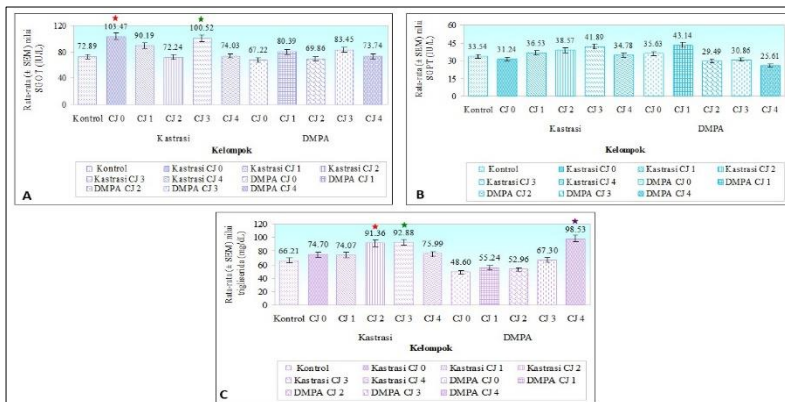 Rata-rata (± SEM) nilai
SGOT (IU/L)
120
80
40
0
72.89
103.47
90.19
72.24
100.52
74.03
67.22
80.39
69.86
83.45
73.74
Kontrol CJ 0 CJ 1 CJ 2 CJ 3 CJ 4 CJ 0 CJ 1 CJ 2 CJ 3 CJ 4
Kastrasi DMPA
Kelompok
Kontrol Kastrasi CJ 0 Kastrasi CJ 1 Kastrasi CJ 2
Kastrasi CJ 3 Kastrasi CJ 4 DMPA CJ 0 DMPA CJ 1
DMPA CJ 2 DMPA CJ 3 DMPA CJ 4
A
Rata-rata (± SEM) nilai
SGPT (IU/L)
60
45
30
15
0
33.54
31.24
36.53
38.57
41.89
34.78
35.63
43.14
29.49
30.86
25.61
Kontrol CJ 0 CJ 1 CJ 2 CJ 3 CJ 4 CJ 0 CJ 1 CJ 2 CJ 3 CJ 4
Kastrasi DMPA
Kelompok
Kontrol Kastrasi CJ 0 Kastrasi CJ 1 Kastrasi CJ 2
Kastrasi CJ 3 Kastrasi CJ 4 DMPA CJ 0 DMPA CJ 1
DMPA CJ2 DMPA CJ 3 DMPA CJ 4
B
Rata-rata (± SEM) nilai
trigliserida (mg/dL)
120
100
80
60
40
20
0
66.21
74.70
74.07
91.36
92.88
75.99
48.60
55.24
52.96
67.30
98.53
Kontrol CJ 0 CJ 1 CJ 2 CJ 3 CJ 4 CJ 0 CJ 1 CJ 2 CJ 3 CJ 4
Kastrasi DMPA
Kelompok
Kontrol Kastrasi CJ 0 Kastrasi CJ 1 Kastrasi CJ 2
Kastrasi CJ 3 Kastrasi CJ 4 DMPA CJ 0 DMPA CJ 1
DMPA CJ 2 DMPA CJ 3 DMPA CJ 4
C